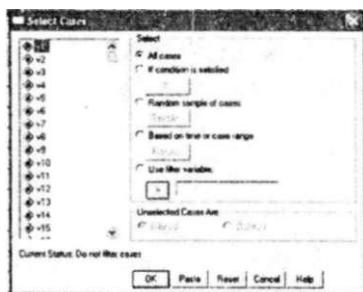 Select Cases
v1
v2
v3
v4
v5
v6
v7
v8
v9
v10
v11
v12
v13
v14
v15
Select
All cases
If condition is satisfied
Random sample of cases
Based on time or case range
Use filter variable:
Unselected Cases Are
Current Status: Do not filter cases
OK Paste Reset Cancel Help